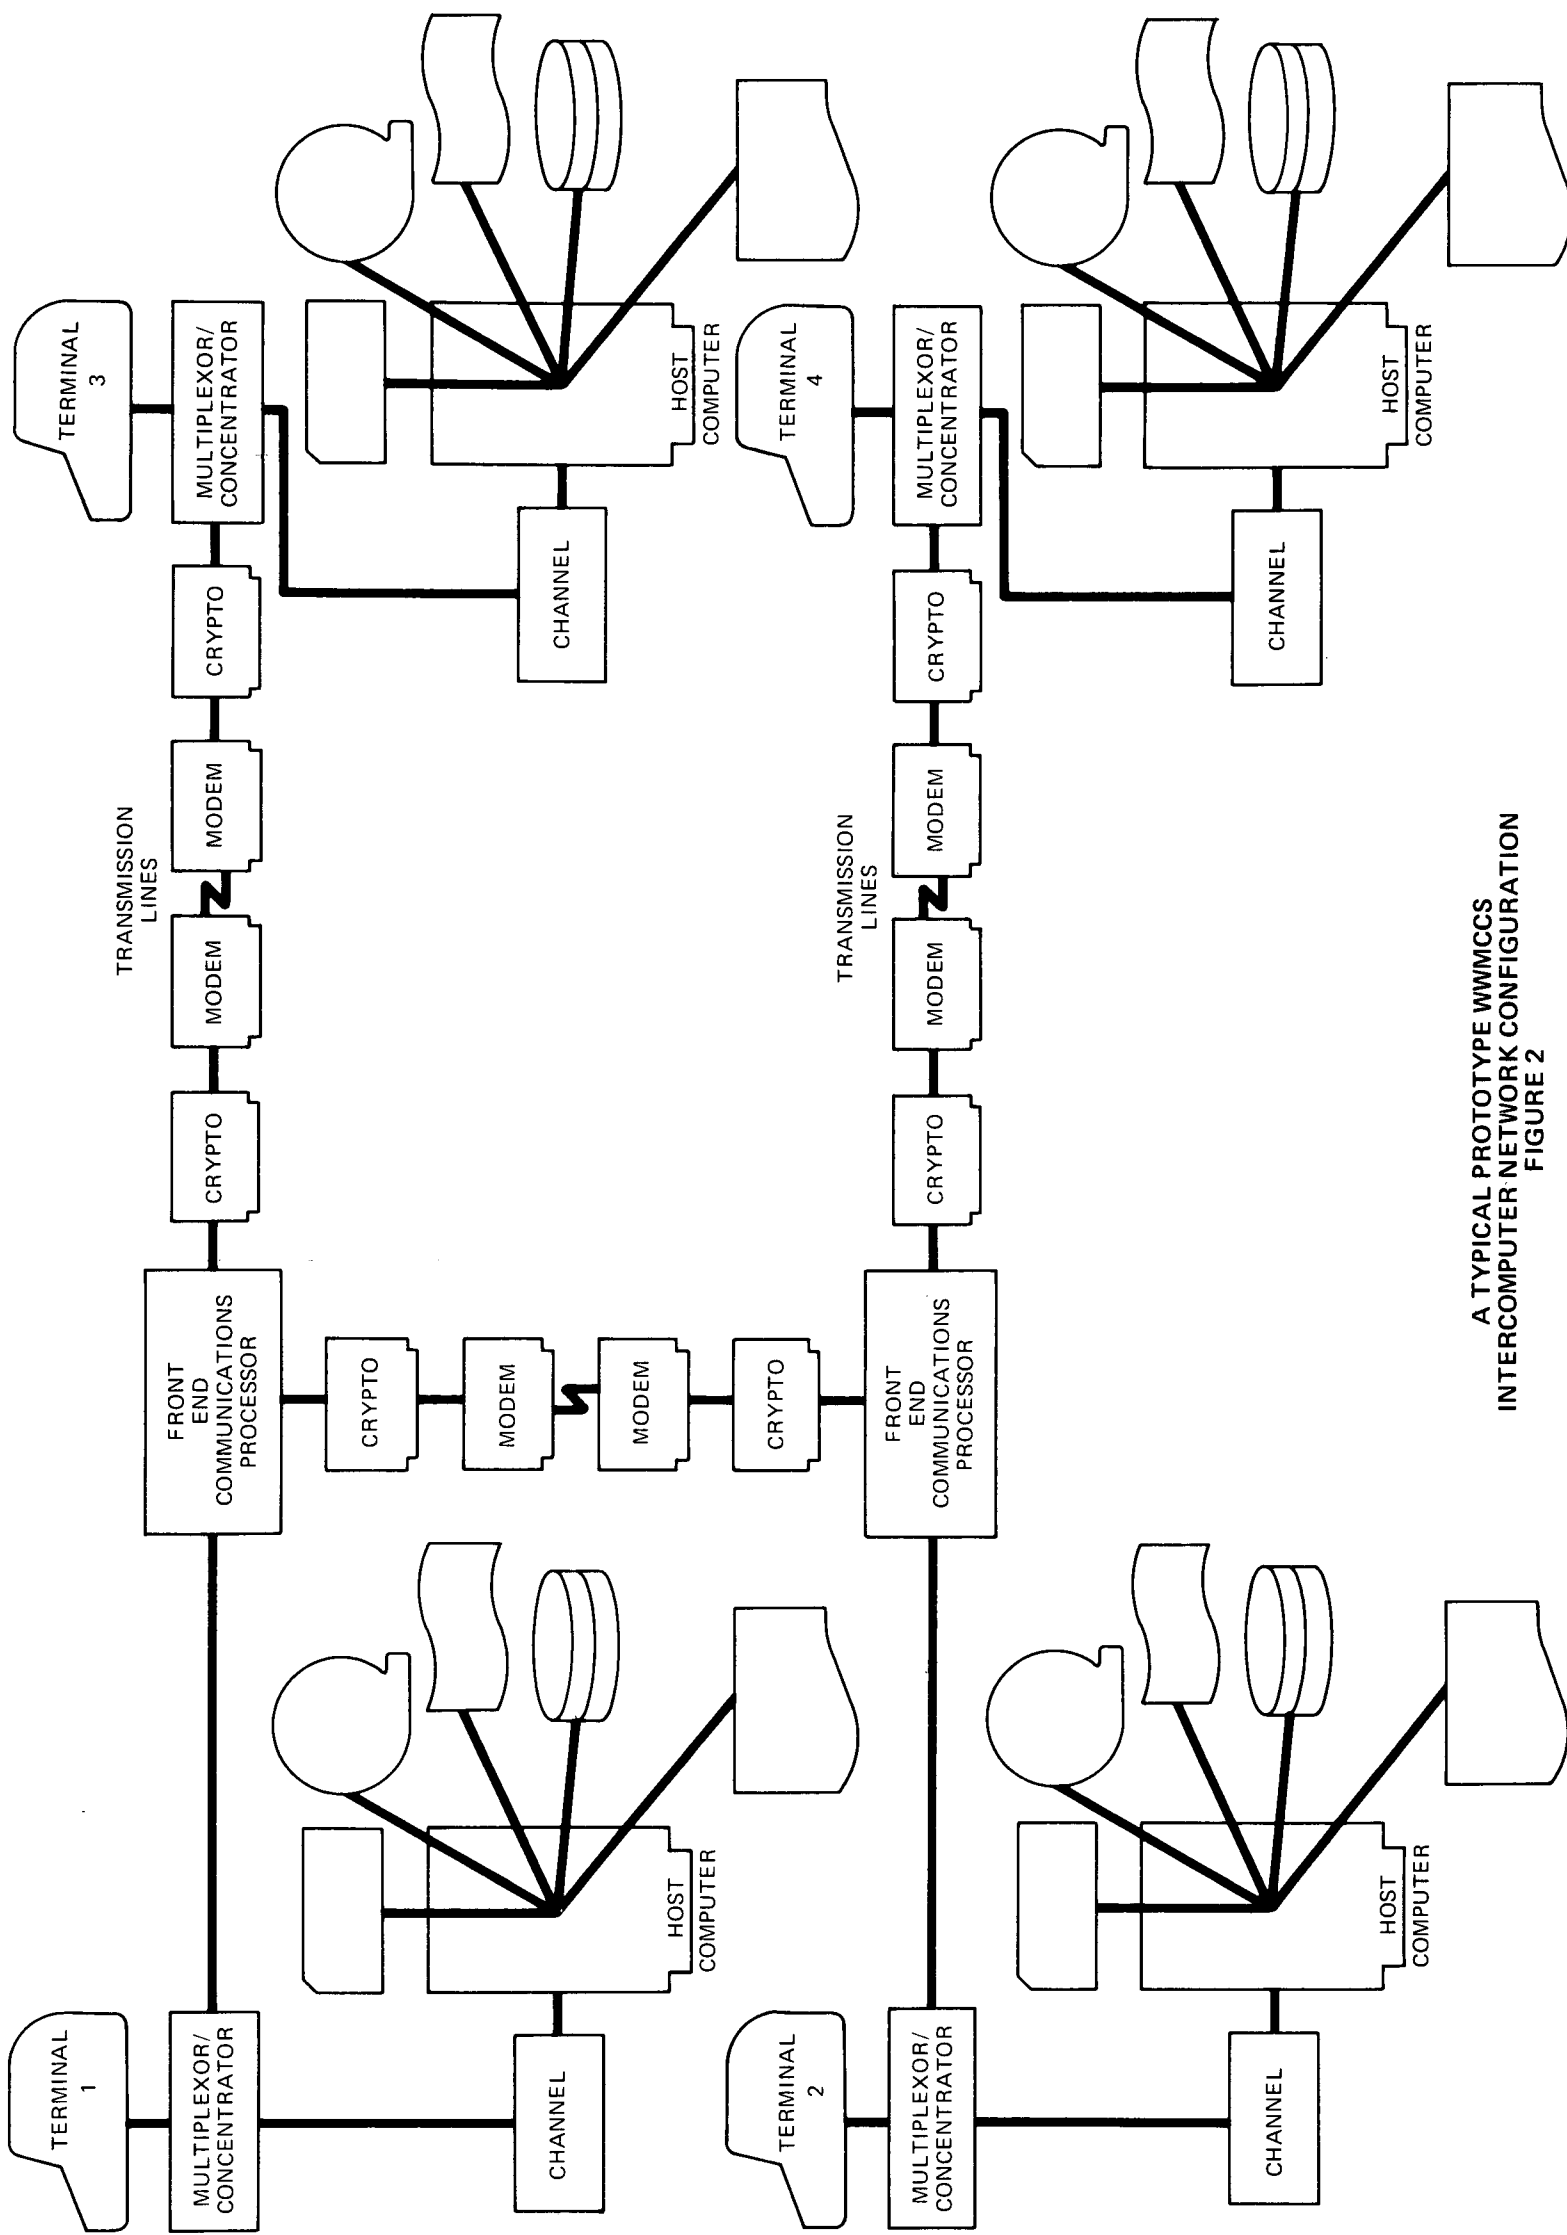 TERMINAL
1
TERMINAL
3
TRANSMISSION
LINES
MULTIPLEXOR/
CONCENTRATOR
FRONT
END
COMMUNICATIONS
PROCESSOR
CRYPTO
MODEM
MODEM
CRYPTO
MULTIPLEXOR/
CONCENTRATOR
CRYPTO
MODEM
MODEM
CRYPTO
CHANNEL
HOST
COMPUTER
CHANNEL
HOST
COMPUTER
TERMINAL
2
TERMINAL
4
TRANSMISSION
LINES
MULTIPLEXOR/
CONCENTRATOR
FRONT
END
COMMUNICATIONS
PROCESSOR
CRYPTO
MODEM
MODEM
CRYPTO
MULTIPLEXOR/
CONCENTRATOR
CHANNEL
HOST
COMPUTER
CHANNEL
HOST
COMPUTER
A TYPICAL PROTOTYPE WWMCCS
INTERCOMPUTER NETWORK CONFIGURATION
FIGURE 2